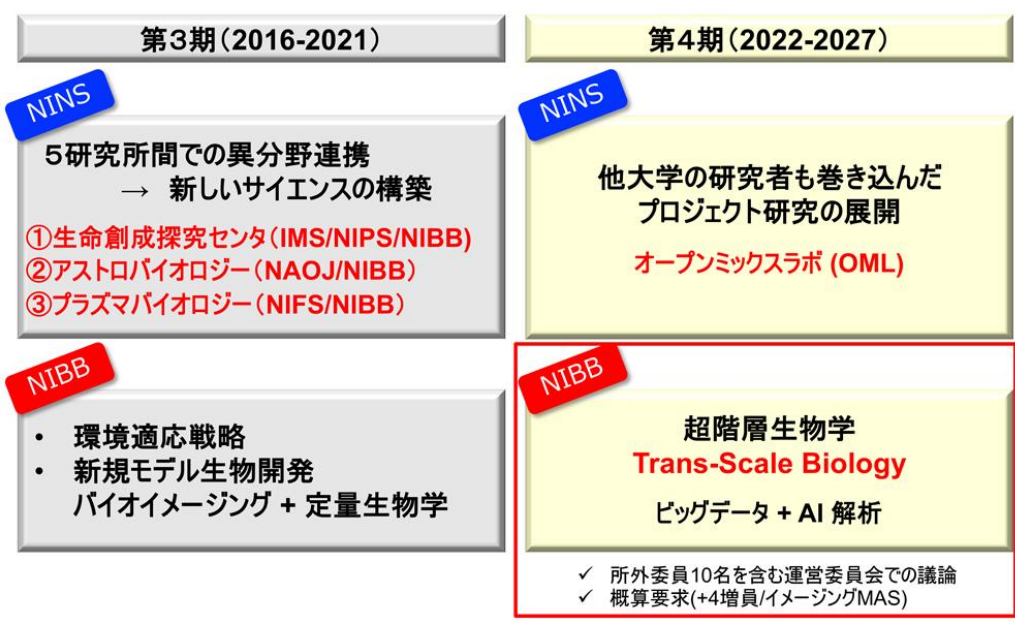 第3期（2016-2021）
第4期（2022-2027）
NINS
5研究所間での異分野連携
→ 新しいサイエンスの構築
①生命創成探究センタ（IMS/NIPS/NIBB)
②アストロバイオロジー（NAOJ/NIBB）
③プラズマバイオロジー（NIFS/NIBB）
NINS
他大学の研究者も巻き込んだ
プロジェクト研究の展開
オープンミックスラボ (OML)
NIBB
• 環境適応戦略
• 新規モデル生物開発
バイオイメージング + 定量生物学
NIBB
超階層生物学
Trans-Scale Biology
ビッグデータ + AI 解析
✓ 所外委員10名を含む運営委員会での議論
✓ 概算要求(+4増員/イメージングMAS)